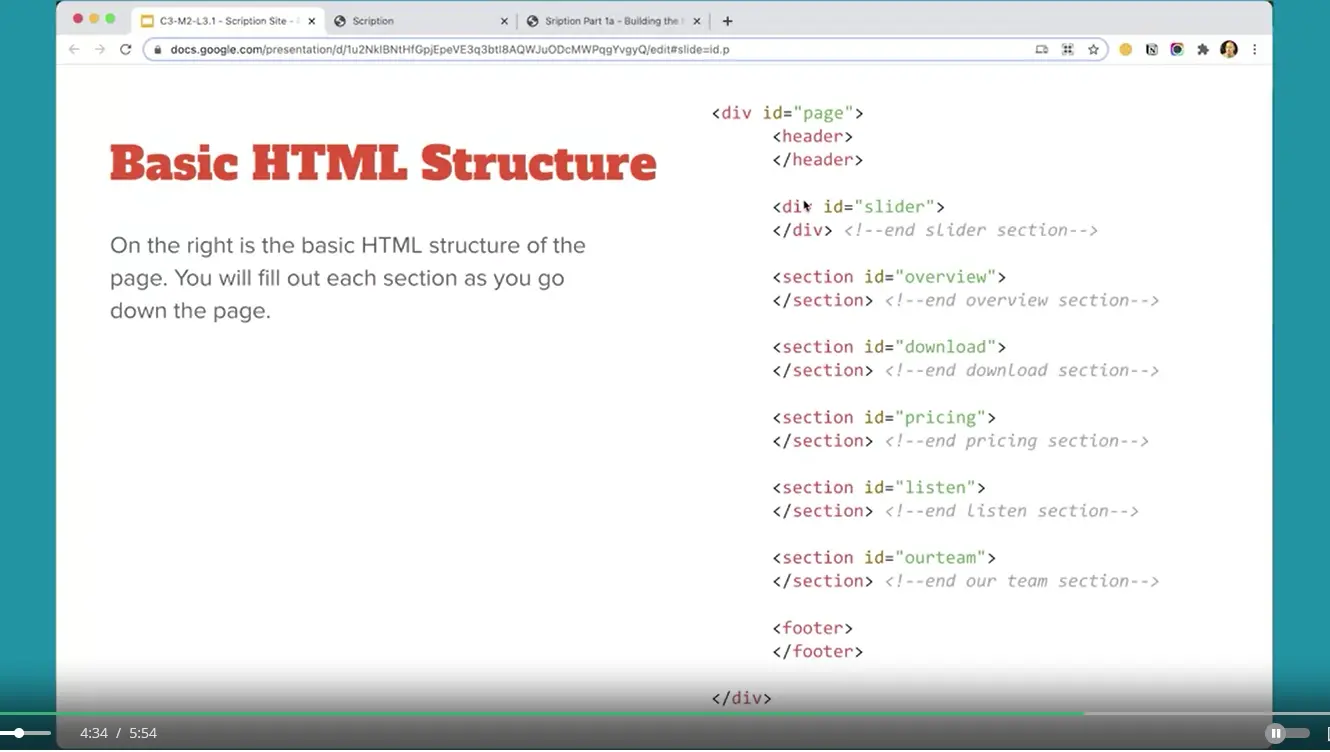 C3-M2-L3.1 - Scription Site -
Scription
Sription Part 1a - Building the
docs.google.com/presentation/d/1u2NklBNtHfGpjEpeVE3q3btl8AQWJuODcMWPqgYvgyQ/edit#slide=id.p
Basic HTML Structure
On the right is the basic HTML structure of the
page. You will fill out each section as you go
down the page.
<div id="page">
<header>
</header>
<div id="slider">
</div> <!--end slider section-->
<section id="overview">
</section> <!--end overview section-->
<section id="download">
</section> <!--end download section-->
<section id="pricing">
</section> <!--end pricing section-->
<section id="listen">
</section> <!--end listen section-->
<section id="ourteam">
</section> <!--end our team section-->
<footer>
</footer>
</div>
4:34 / 5:54